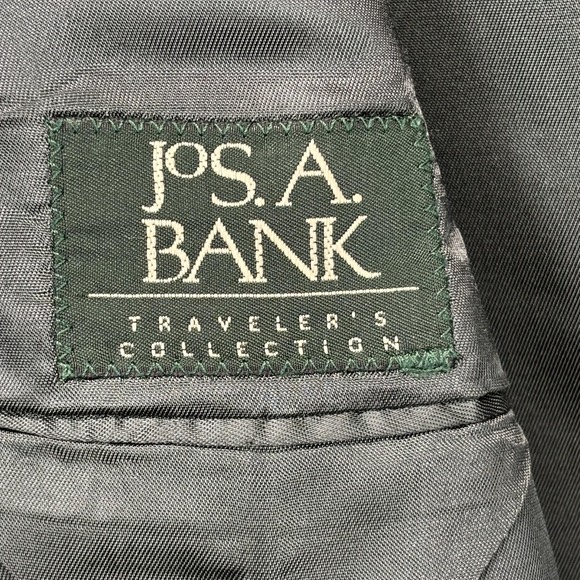 JoS. A.
BANK
TRAVELER'S
COLLECTION